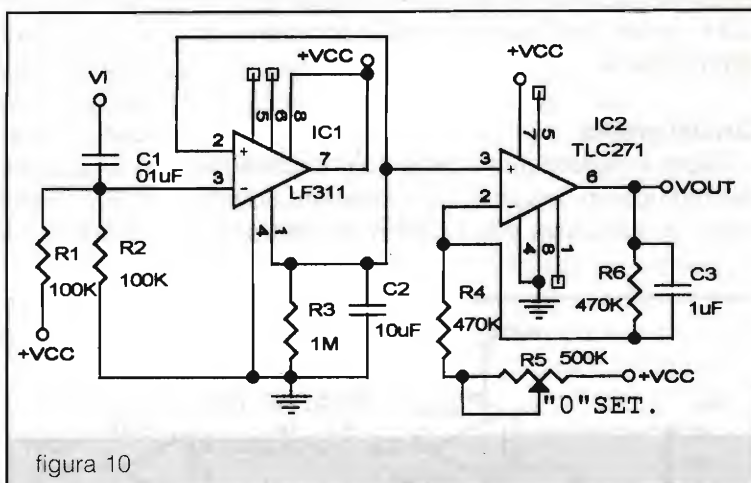 VI
C1
01uF
R1
100K
+VCC
R2
100K
+VCC
5
6
8
IC1
2
+
3
-
7
LF311
4
1
R3
1M
C2
10uF
+VCC
7
5
IC2
TLC271
3
+
2
-
6
VOUT
4
8
1
R4
470K
R6
470K
C3
1uF
R5
500K
+VCC
"0"SET.
figura 10